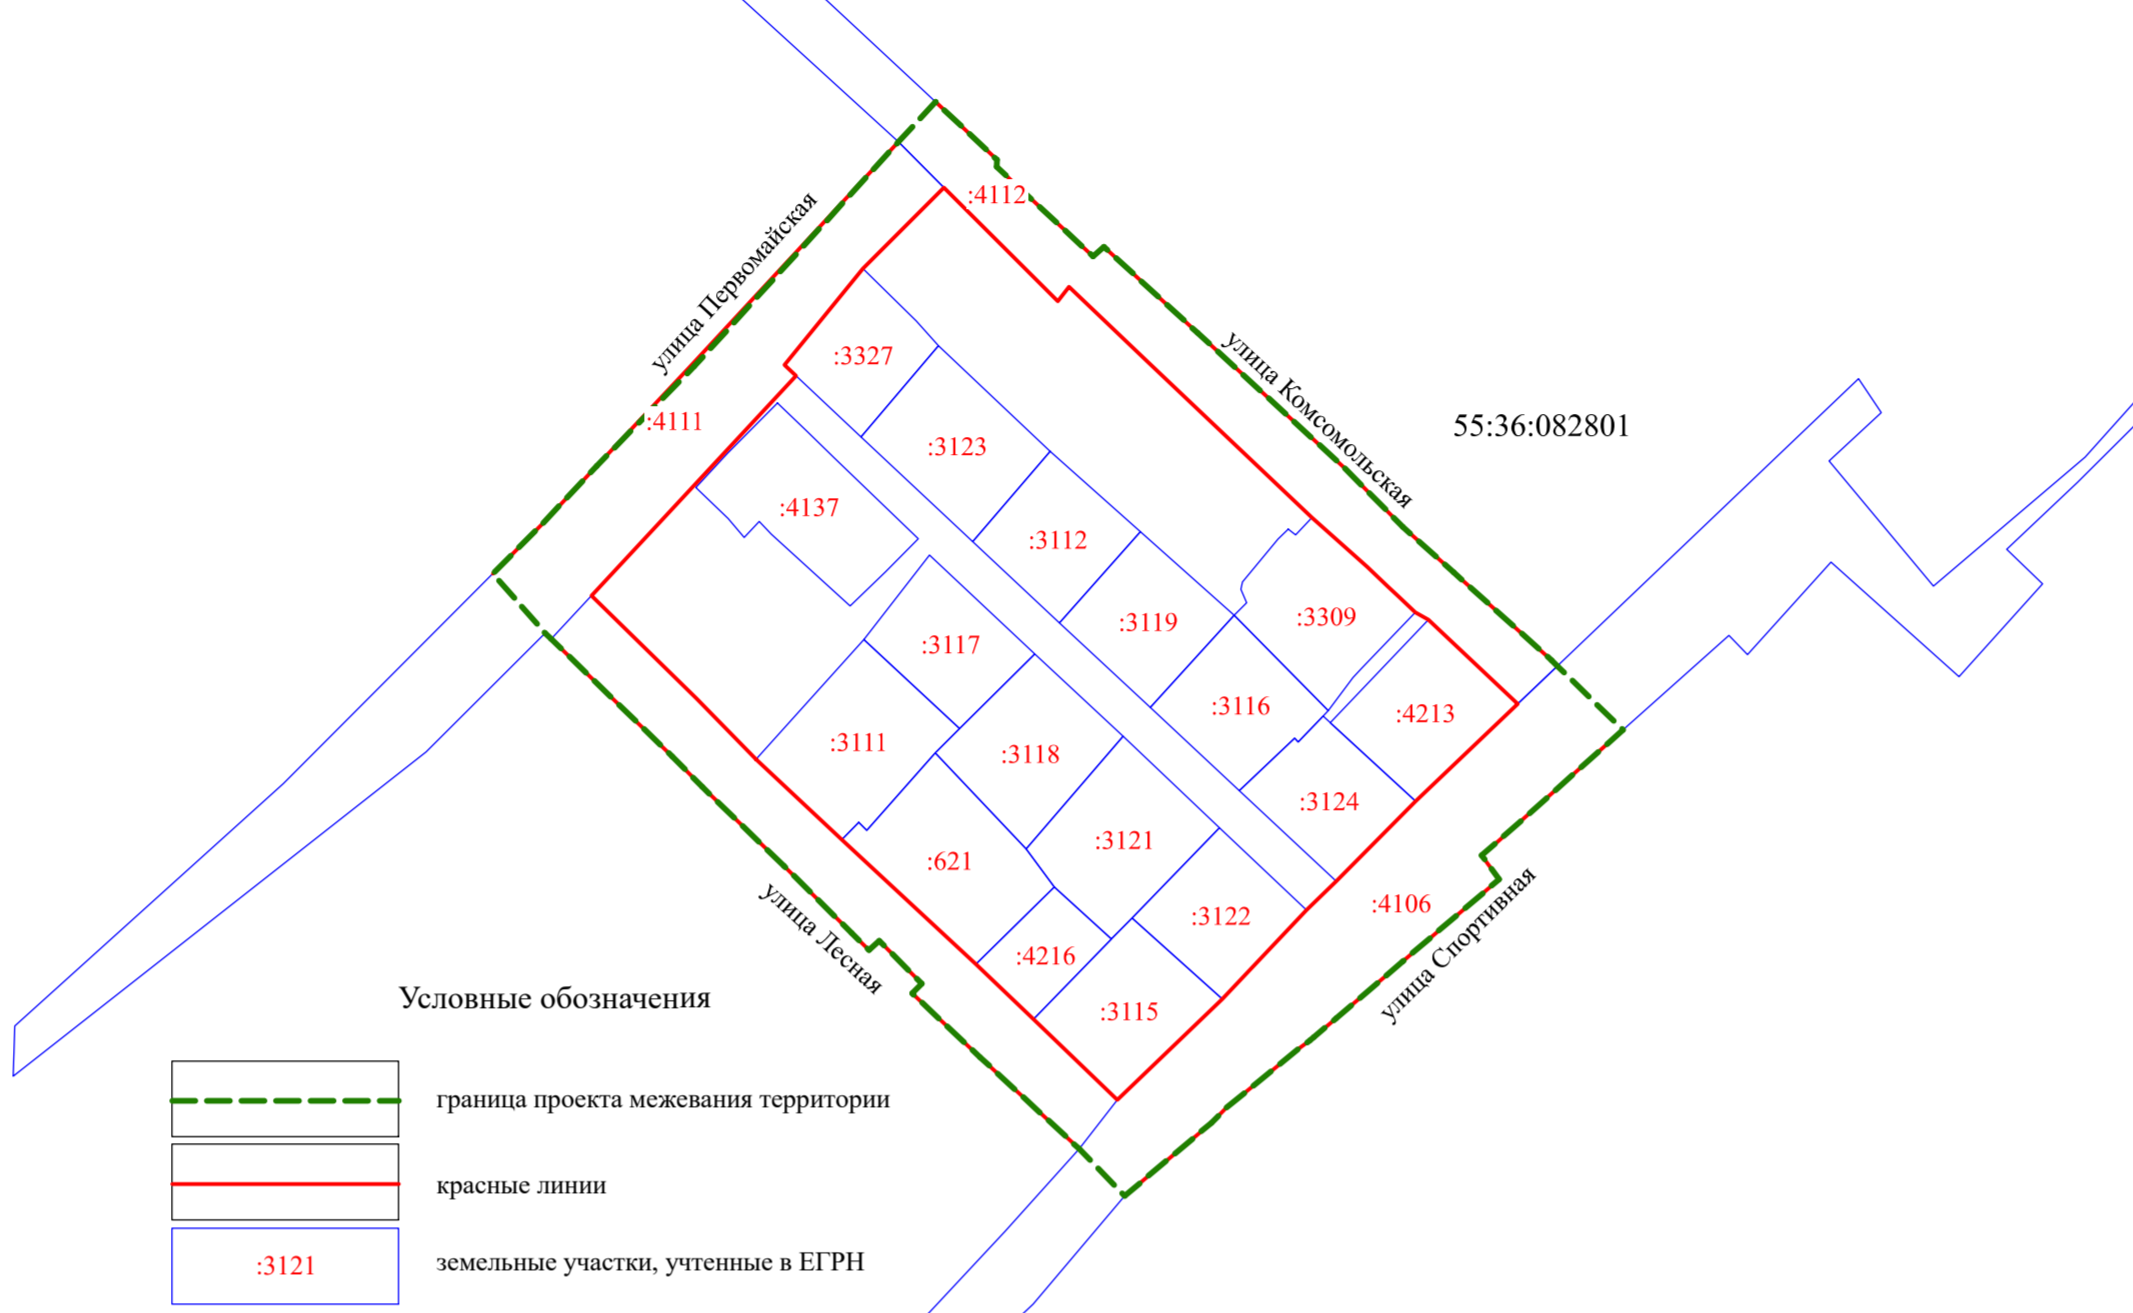 :4112
улица Первомайская
:3327
улица Комсомольская
:4111
55:36:082801
:3123
:4137
:3112
:3309
:3119
:3117
:3116
:4213
:3111
:3118
:3124
:3121
:621
:4106
:3122
улица Лесная
улица Спортивная
:4216
:3115
Условные обозначения
граница проекта межевания территории
красные линии
:3121
земельные участки, учтенные в ЕГРН